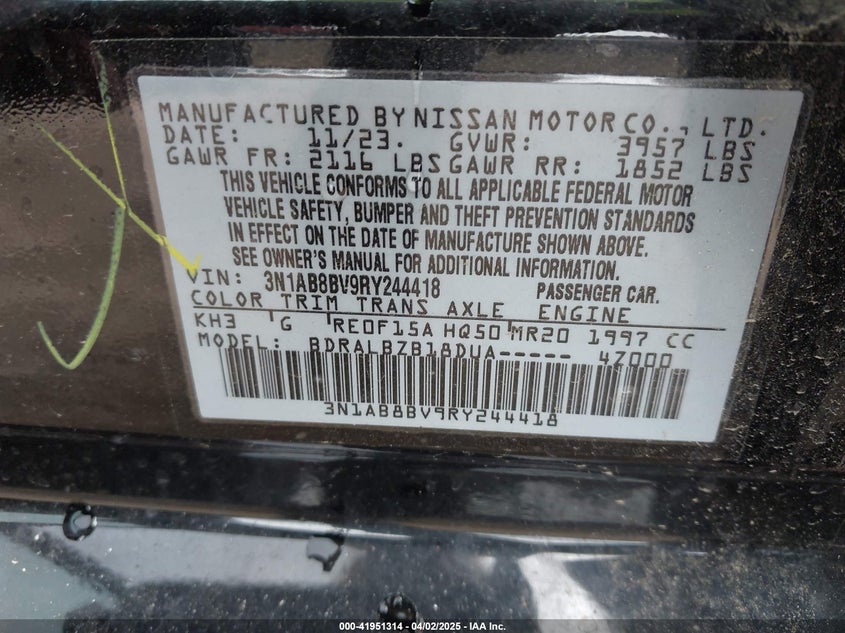 MANUFACTURED BY NISSAN MOTOR CO., LTD.
DATE: 11/23. GVWR: 3957 LBS
GAWR FR: 2116 LBS GAWR RR: 1852 LBS
THIS VEHICLE CONFORMS TO ALL APPLICABLE FEDERAL MOTOR
VEHICLE SAFETY, BUMPER AND THEFT PREVENTION STANDARDS
IN EFFECT ON THE DATE OF MANUFACTURE SHOWN ABOVE.
SEE OWNER'S MANUAL FOR ADDITIONAL INFORMATION.
VIN: 3N1AB8BV9RY244418 PASSENGER CAR.
COLOR TRIM TRANS AXLE ENGINE
KH3 G RE0F15A HQ50 MR20 1997 CC
MODEL: BDRALBZB18DUA----- 4Z000
3N1AB8BV9RY244418
000-41951314 - 04/02/2025 - IAA Inc.